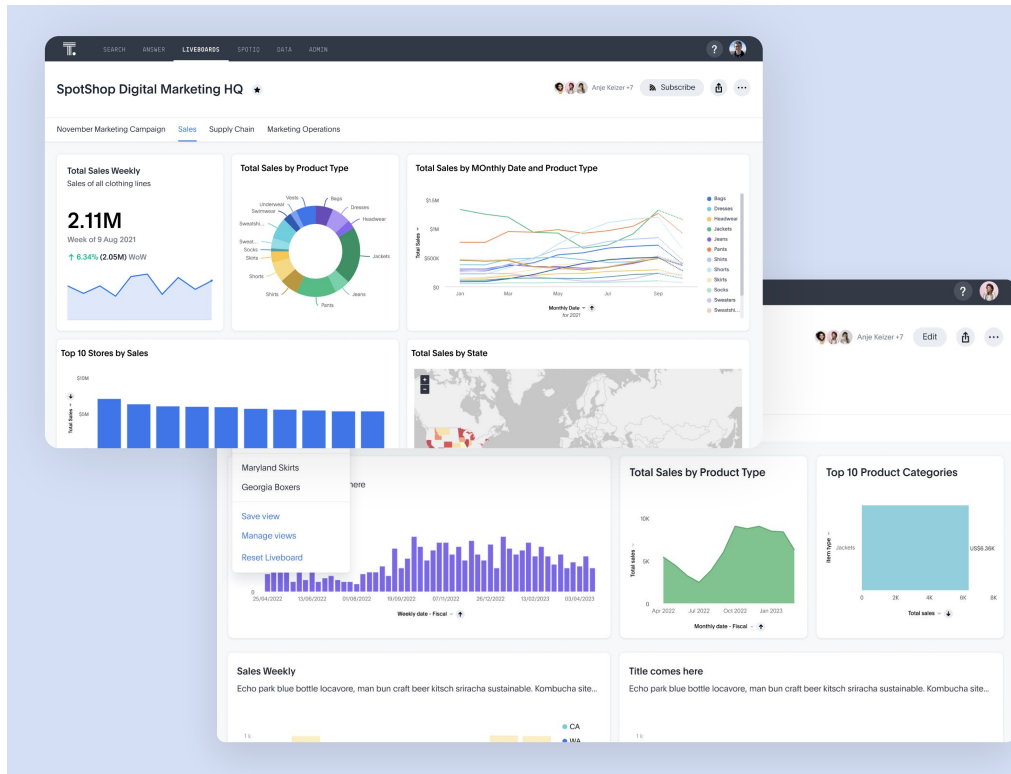 T.
SEARCH ANSWER LIVEBOARDS SPOTIQ DATA ADMIN ?
SpotShop Digital Marketing HQ
Anje Keizer +7 Subscribe
November Marketing Campaign Sales Supply Chain Marketing Operations
Total Sales Weekly
Sales of all clothing lines
2.11M
Week of 9 Aug 2021
↑ 6.34% (2.05M) WoW
Total Sales by Product Type
Vests
Bags
Underwear
Dresses
Swimwear
Headwear
Sweatshi...
Sweat...
Socks
Jackets
Skirts
Shorts
Jeans
Shirts
Pants
Total Sales by MOnthly Date and Product Type
$1.5M
$1M
$500K
$0
Total Sales
Jan Mar May Jul Sep
Monthly Date
for 2021
Bags
Dresses
Headwear
Jackets
Jeans
Pants
Shirts
Shorts
Skirts
Socks
Sweaters
Sweatshi...
Top 10 Stores by Sales
$10M
$5M
Total Sales
Total Sales by State
+
-
?
Anje Keizer +7 Edit
Maryland Skirts
Georgia Boxers
Save view
Manage views
Reset Liveboard
here
0
25/04/2022 13/06/2022 01/08/2022 19/09/2022 07/11/2022 26/12/2022 13/02/2023 03/04/2023
Weekly date - Fiscal
Total Sales by Product Type
10K
5K
0
Total sales
Apr 2022 Jul 2022 Oct 2022 Jan 2023
Monthly date - Fiscal
Top 10 Product Categories
Item type
Jackets
US$6.36K
0 2K 4K 6K 8K
Total sales
Sales Weekly
Echo park blue bottle locavore, man bun craft beer kitsch sriracha sustainable. Kombucha site...
CA
WA
1k
Title comes here
Echo park blue bottle locavore, man bun craft beer kitsch sriracha sustainable. Kombucha site...
1k